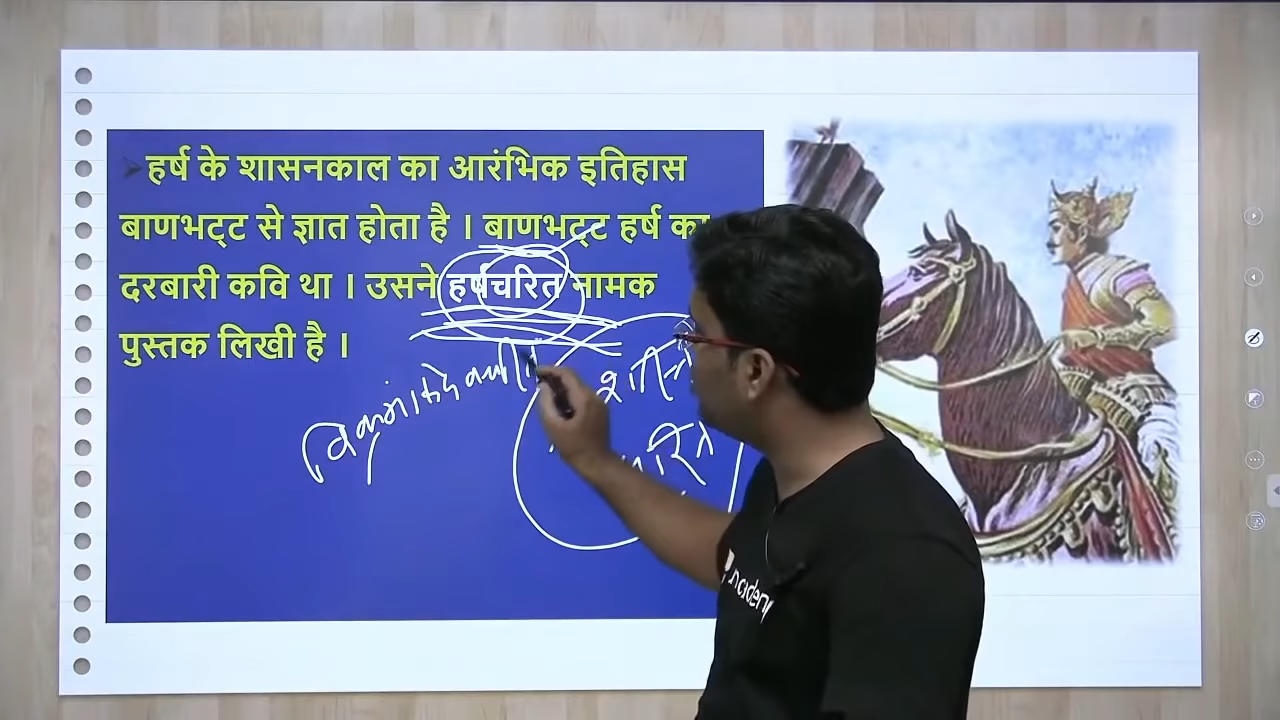 हर्ष के शासनकाल का आरंभिक इतिहास
बाणभट्ट से ज्ञात होता है । बाणभट्ट हर्ष का
दरबारी कवि था । उसने हर्षचरित नामक
पुस्तक लिखी है ।